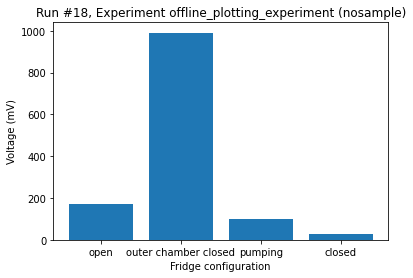 Run #18, Experiment offline_plotting_experiment (nosample)
1000
800
600
400
200
0
Voltage (mV)
open outer chamber closed pumping closed
Fridge configuration